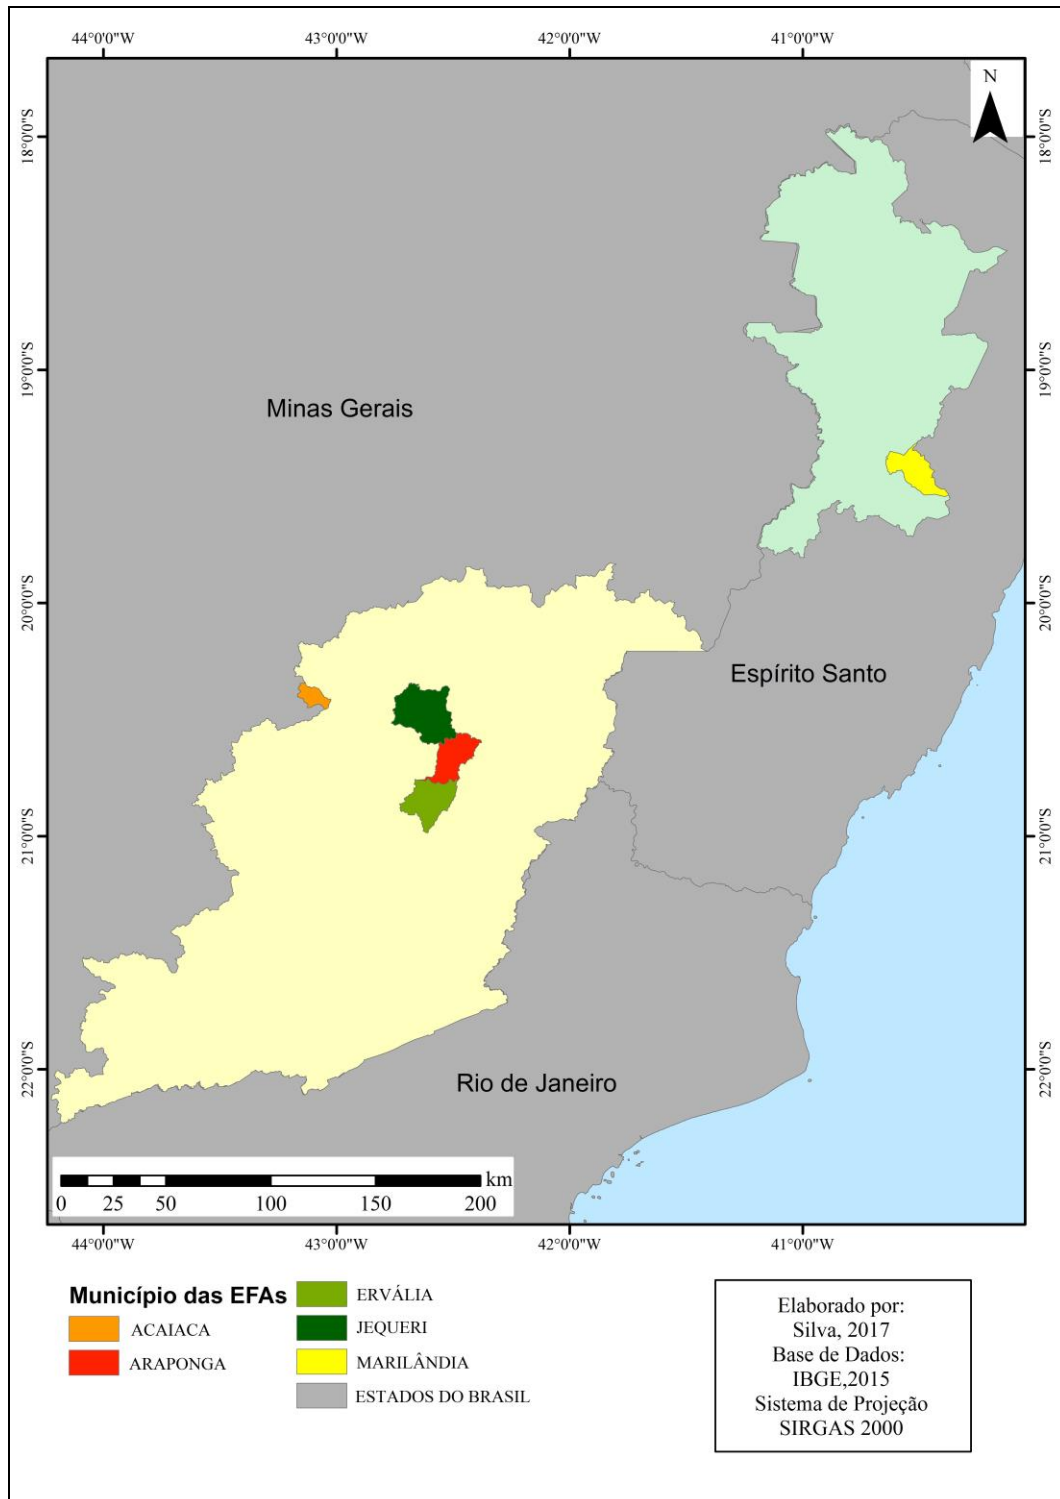 44°0'0"W 43°0'0"W 42°0'0"W 41°0'0"W
N
18°0'0"S 18°0'0"S
19°0'0"S 19°0'0"S
Minas Gerais
20°0'0"S 20°0'0"S
Espírito Santo
21°0'0"S 21°0'0"S
22°0'0"S 22°0'0"S
Rio de Janeiro
km
0 25 50 100 150 200
44°0'0"W 43°0'0"W 42°0'0"W 41°0'0"W
Município das EFAs
ACAIACA
ARAPONGA
ERVÁLIA
JEQUERI
MARILÂNDIA
ESTADOS DO BRASIL
Elaborado por:
Silva, 2017
Base de Dados:
IBGE,2015
Sistema de Projeção
SIRGAS 2000